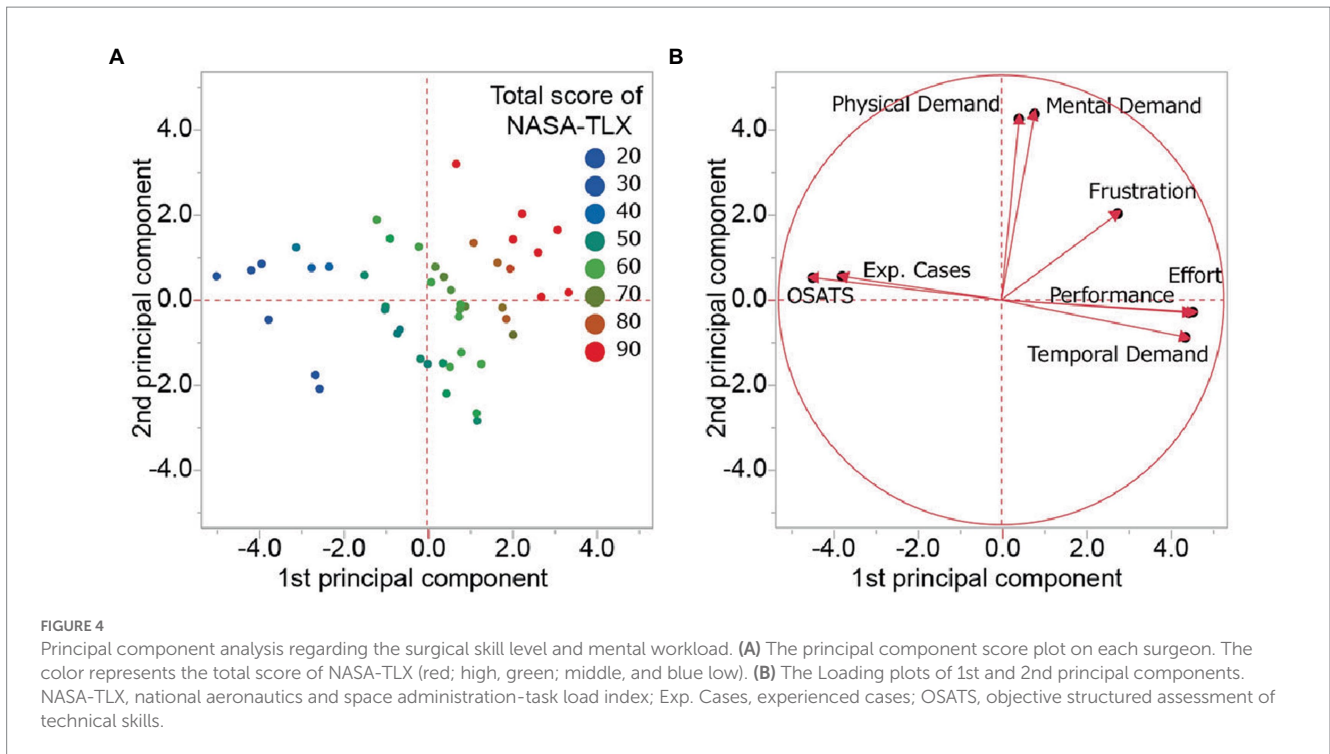 A
Total score of
NASA-TLX
20
30
40
50
60
70
80
90
4.0
2.0
0.0
-2.0
-4.0
2nd principal component
-4.0 -2.0 0.0 2.0 4.0
1st principal component
B
Physical Demand Mental Demand
Frustration
Exp. Cases
OSATS
Effort
Performance
Temporal Demand
4.0
2.0
0.0
-2.0
-4.0
2nd principal component
-4.0 -2.0 0.0 2.0 4.0
1st principal component
FIGURE 4
Principal component analysis regarding the surgical skill level and mental workload. (A) The principal component score plot on each surgeon. The
color represents the total score of NASA-TLX (red; high, green; middle, and blue low). (B) The Loading plots of 1st and 2nd principal components.
NASA-TLX, national aeronautics and space administration-task load index; Exp. Cases, experienced cases; OSATS, objective structured assessment of
technical skills.